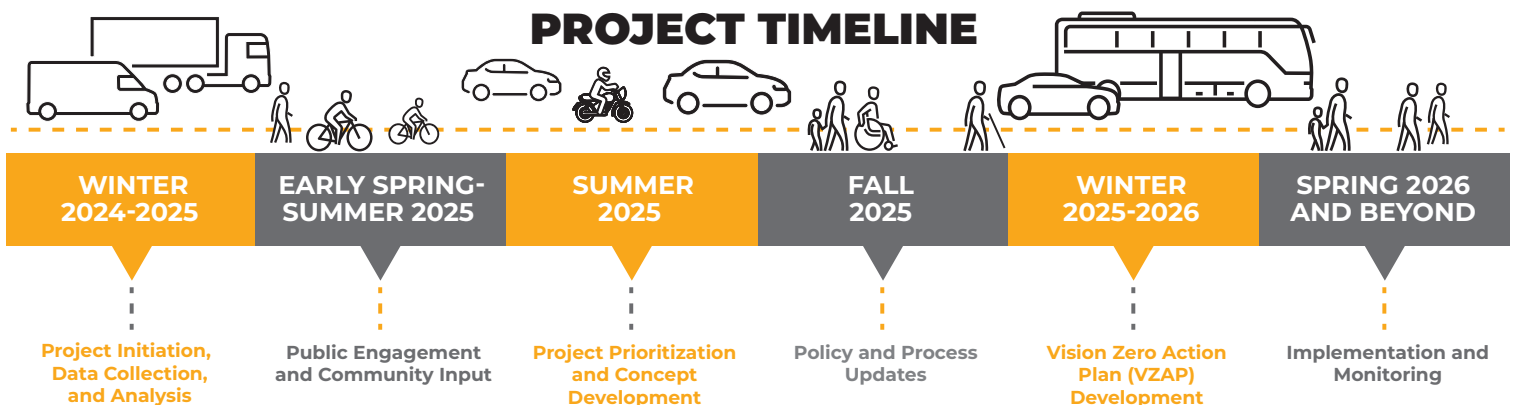 PROJECT TIMELINE
WINTER
2024-2025
EARLY SPRING-
SUMMER 2025
SUMMER
2025
FALL
2025
WINTER
2025-2026
SPRING 2026
AND BEYOND
Project Initiation,
Data Collection,
and Analysis
Public Engagement
and Community Input
Project Prioritization
and Concept
Development
Policy and Process
Updates
Vision Zero Action
Plan (VZAP)
Development
Implementation and
Monitoring